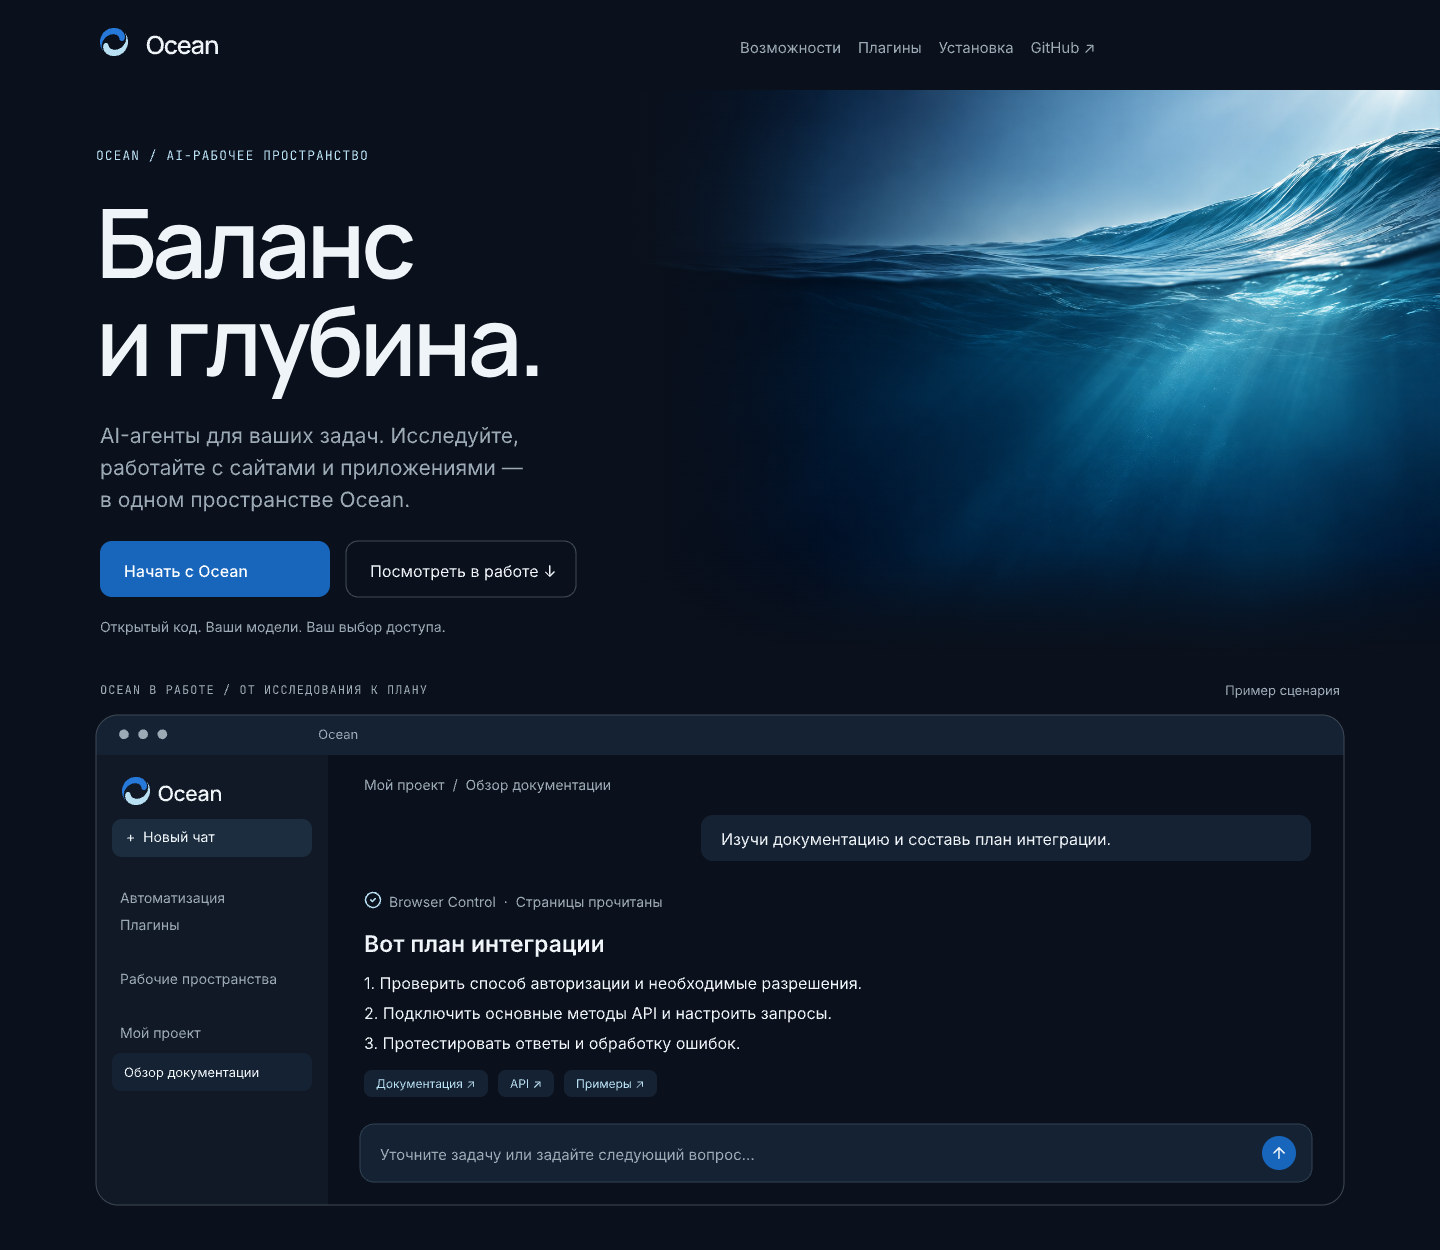 Ocean
Возможности Плагины Установка GitHub ↗
OCEAN / AI-РАБОЧЕЕ ПРОСТРАНСТВО
Баланс
и глубина.
AI-агенты для ваших задач. Исследуйте,
работайте с сайтами и приложениями —
в одном пространстве Ocean.
Начать с Ocean
Посмотреть в работе ↓
Открытый код. Ваши модели. Ваш выбор доступа.
OCEAN В РАБОТЕ / ОТ ИССЛЕДОВАНИЯ К ПЛАНУ
Пример сценария
Ocean
Ocean
+ Новый чат
Автоматизация
Плагины
Рабочие пространства
Мой проект
Обзор документации
Мой проект / Обзор документации
Изучи документацию и составь план интеграции.
Browser Control · Страницы прочитаны
Вот план интеграции
1. Проверить способ авторизации и необходимые разрешения.
2. Подключить основные методы API и настроить запросы.
3. Протестировать ответы и обработку ошибок.
Документация ↗ API ↗ Примеры ↗
Уточните задачу или задайте следующий вопрос...